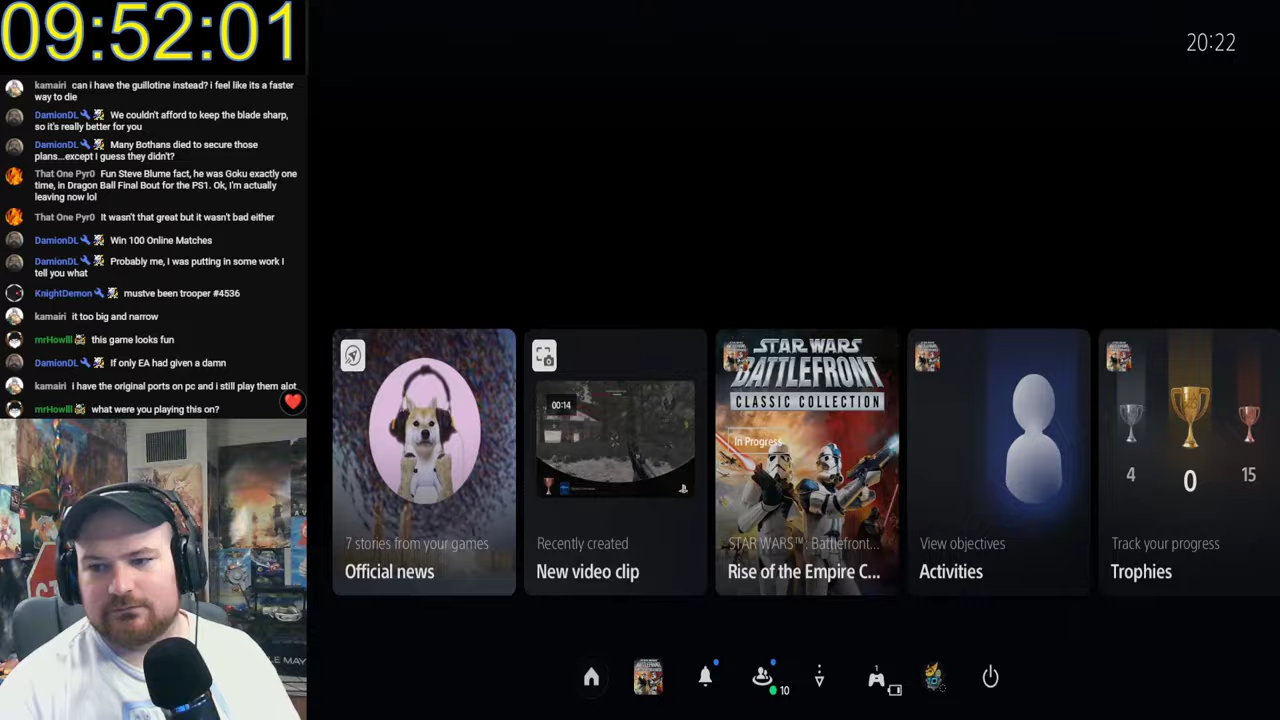 09:52:01
20:22
kamairi can i have the guillotine instead? i feel like its a faster
way to die
DamionDL We couldn't afford to keep the blade sharp,
so it's really better for you
DamionDL Many Bothans died to secure those
plans...except I guess they didn't?
That One Pyr0 Fun Steve Blume fact, he was Goku exactly one
time, in Dragon Ball Final Bout for the PS1. Ok, I'm actually
leaving now lol
That One Pyr0 It wasn't that great but it wasn't bad either
DamionDL Win 100 Online Matches
DamionDL Probably me, I was putting in some work I
tell you what
KnightDemon mustve been trooper #4536
kamairi it too big and narrow
mrHowlll this game looks fun
DamionDL If only EA had given a damn
kamairi i have the original ports on pc and i still play them alot
mrHowlll what were you playing this on?
7 stories from your games
Official news
00:14
Recently created
New video clip
STAR WARS
BATTLEFRONT
CLASSIC COLLECTION
In Progress
STAR WARS™: Battlefront...
Rise of the Empire C...
View objectives
Activities
4
0
15
Track your progress
Trophies
10